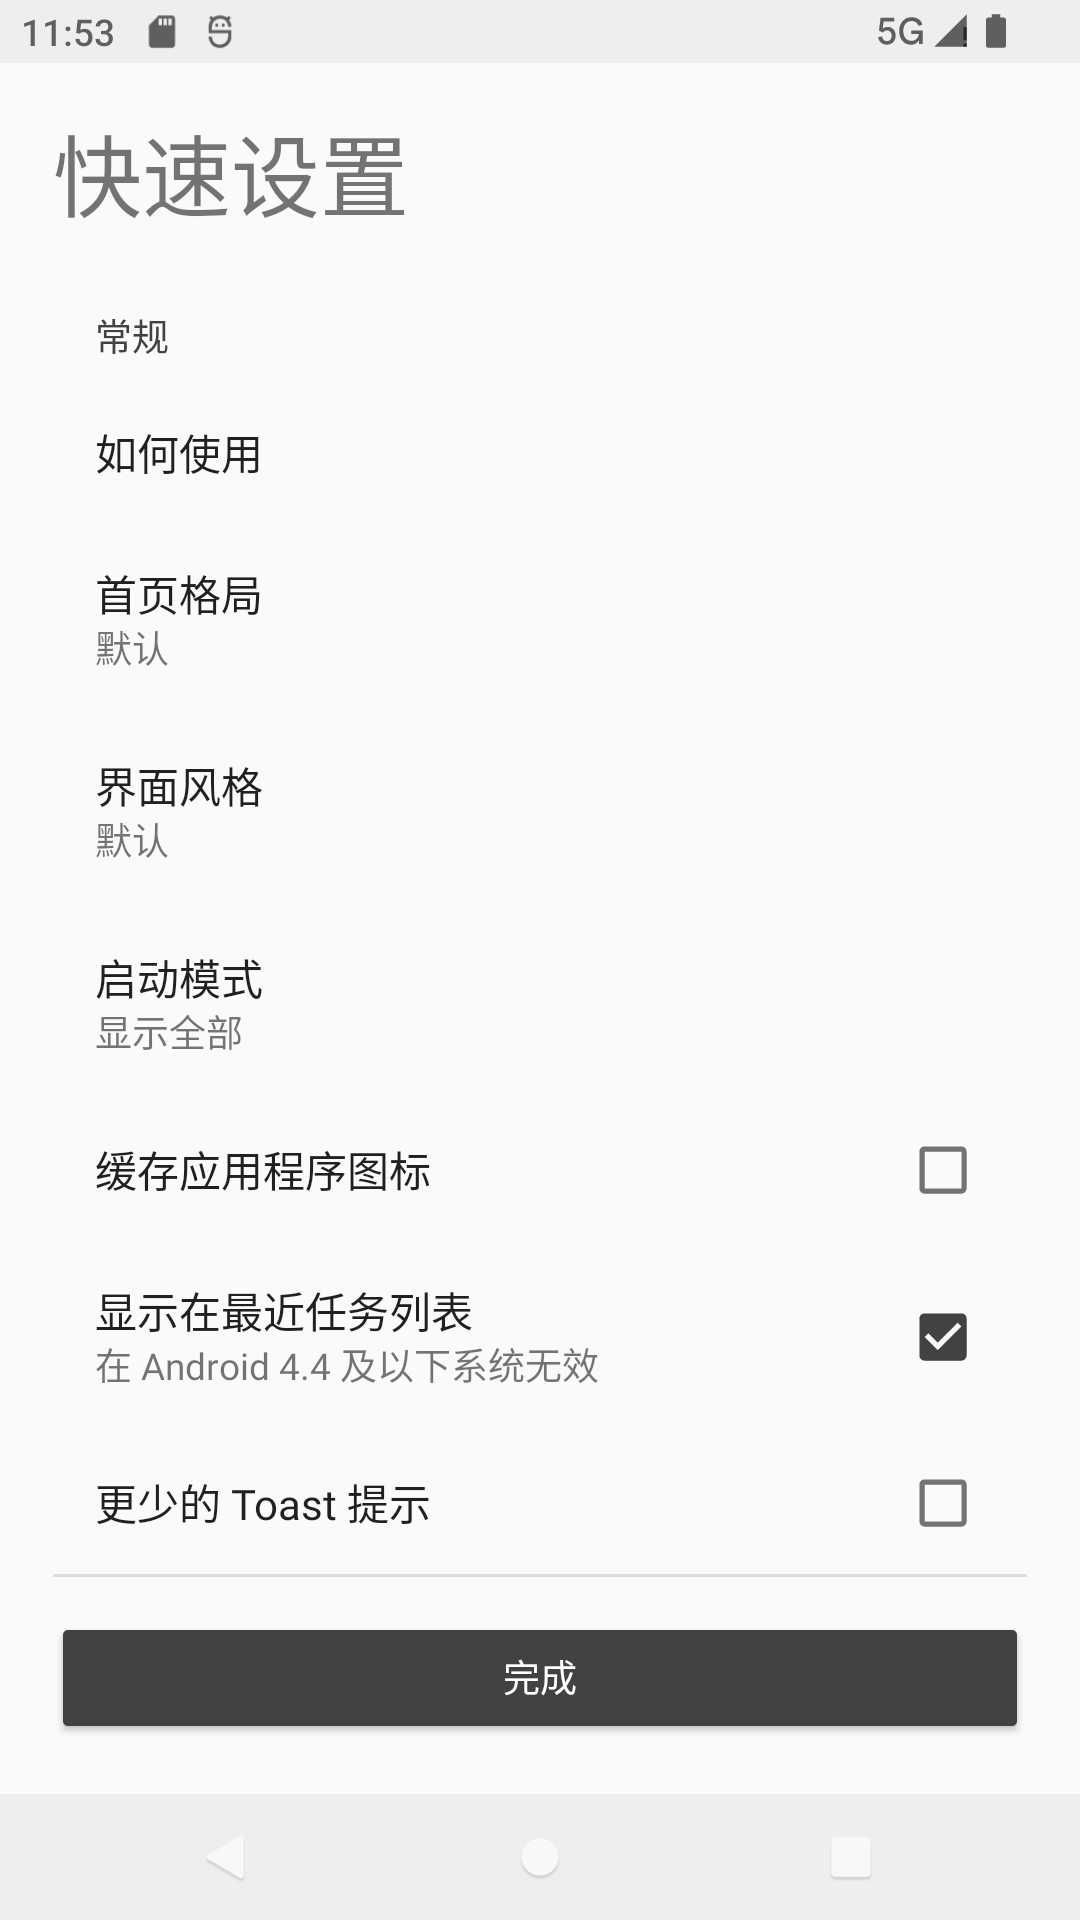 11:53
5G
快速设置
常规
如何使用
首页格局
默认
界面风格
默认
启动模式
显示全部
缓存应用程序图标
显示在最近任务列表
在 Android 4.4 及以下系统无效
更少的 Toast 提示
完成